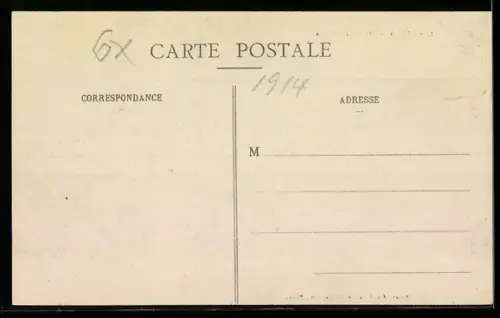 6x
CARTE POSTALE
1914
CORRESPONDANCE
ADRESSE
M